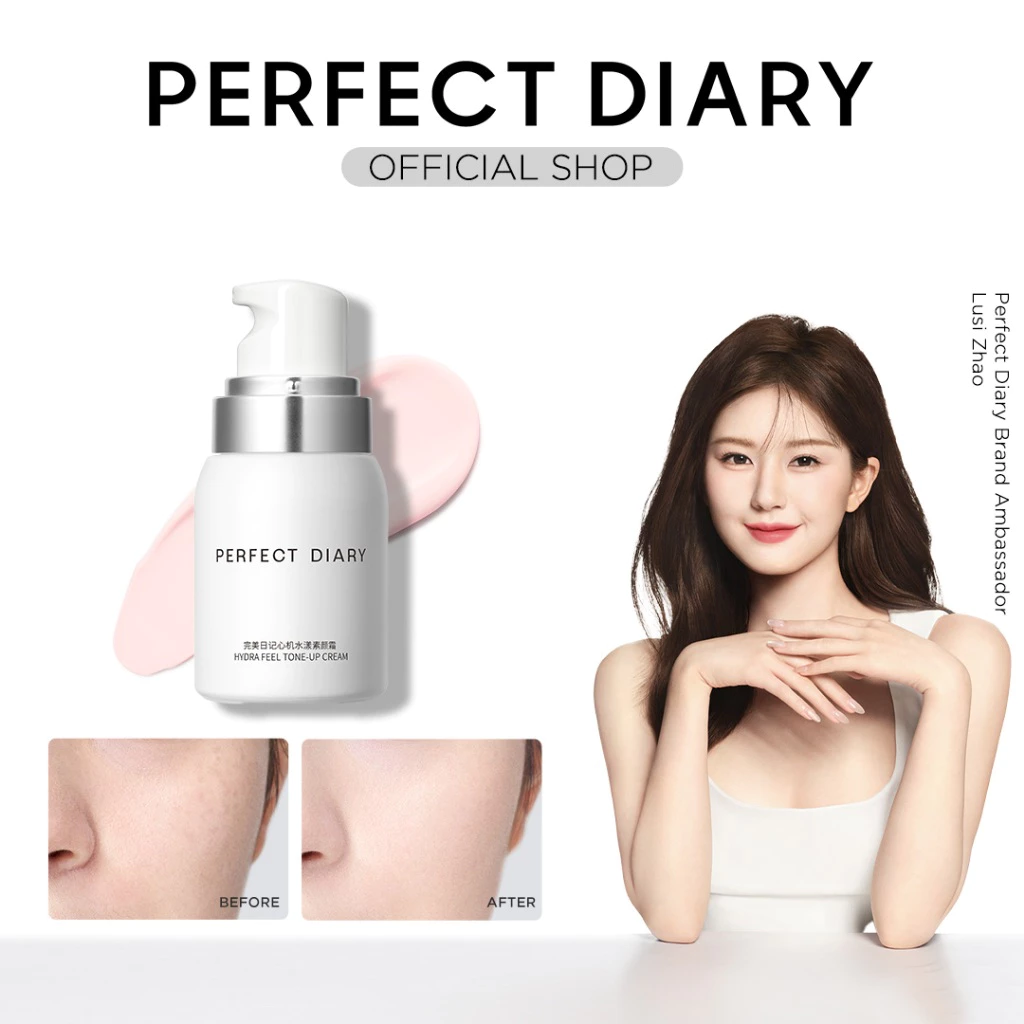 PERFECT DIARY
OFFICIAL SHOP
Perfect Diary Brand Ambassador
Lusi Zhao
PERFECT DIARY
完美日记心机水漾素颜霜
HYDRA FEEL TONE-UP CREAM
BEFORE
AFTER